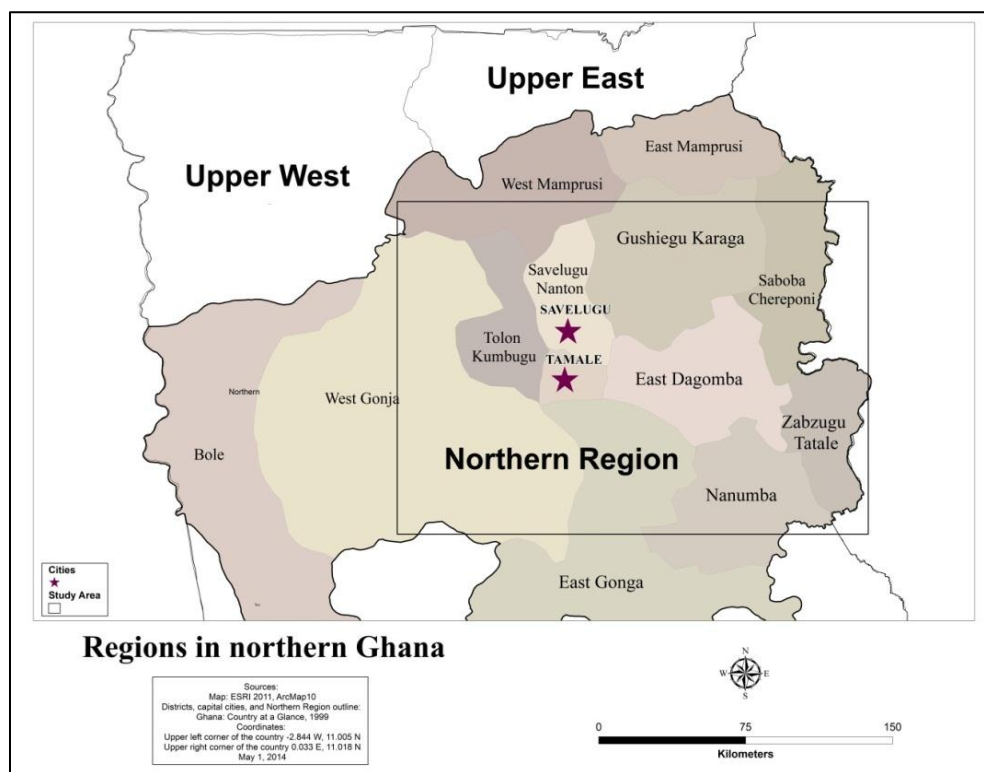 Upper East
East Mamprusi
Upper West
West Mamprusi
Gushiegu Karaga
Savelugu
Nanton
Saboba
Chereponi
SAVELUGU
Tolon
Kumbugu
TAMALE
East Dagomba
Northern
West Gonja
Zabzugu
Tatale
Bole
Northern Region
Nanumba
East Gonga
Cities
Study Area
Regions in northern Ghana
N
W
E
S
Sources:
Map: ESRI 2011, ArcMap10
Districts, capital cities, and Northern Region outline:
Ghana: Country at a Glance, 1999
Coordinates:
Upper left corner of the country -2.844 W, 11.005 N
Upper right corner of the country 0.033 E, 11.018 N
May 1, 2014
0 75 150
Kilometers